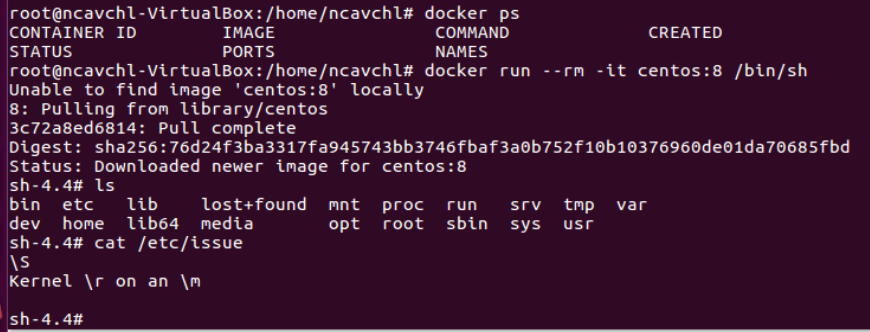 root@ncavchl-VirtualBox:/home/ncavchl# docker ps
CONTAINER ID        IMAGE               COMMAND             CREATED
STATUS              PORTS               NAMES
root@ncavchl-VirtualBox:/home/ncavchl# docker run --rm -it centos:8 /bin/sh
Unable to find image 'centos:8' locally
8: Pulling from library/centos
3c72a8ed6814: Pull complete
Digest: sha256:76d24f3ba3317fa945743bb3746fbaf3a0b752f10b10376960de01da70685fbd
Status: Downloaded newer image for centos:8
sh-4.4# ls
bin  etc   lib    lost+found  mnt  proc  run   srv  tmp  var
dev  home  lib64  media       opt  root  sbin  sys  usr
sh-4.4# cat /etc/issue
\S
Kernel \r on an \m
sh-4.4#